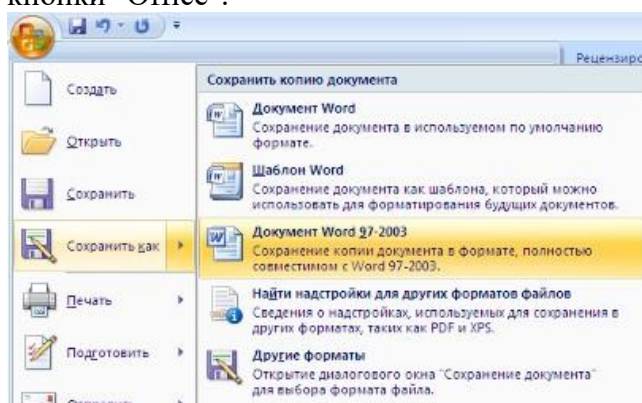 кнопки "Office".
Рецензиро
Создать
Открыть
Сохранить
Сохранить как
Печать
Подготовить
Сохранить копию документа
Документ Word
Сохранение документа в используемом по умолчанию
формате.
Шаблон Word
Сохранение документа как шаблона, который можно
использовать для форматирования будущих документов.
Документ Word 97-2003
Сохранение копии документа в формате, полностью
совместимом с Word 97-2003.
Найти надстройки для других форматов файлов
Сведения о надстройках, используемых для сохранения в
других форматах, таких как PDF и XPS.
Другие форматы
Открытие диалогового окна "Сохранение документа"
для выбора формата файла.